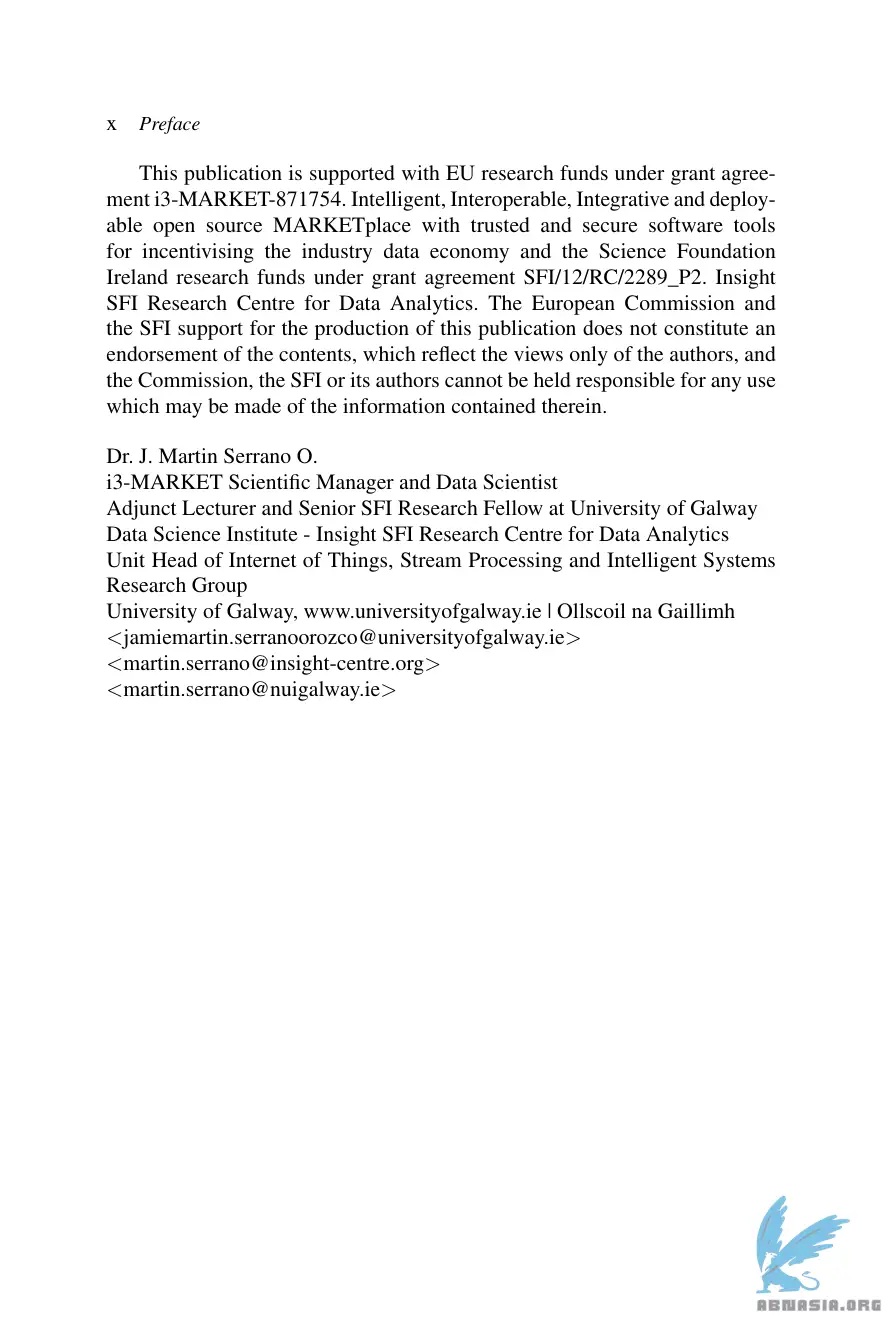 x Preface
This publication is supported with EU research funds under grant agree-
ment i3-MARKET-871754. Intelligent, Interoperable, Integrative and deploy-
able open source MARKETplace with trusted and secure software tools
for incentivising the industry data economy and the Science Foundation
Ireland research funds under grant agreement SFI/12/RC/2289_P2. Insight
SFI Research Centre for Data Analytics. The European Commission and
the SFI support for the production of this publication does not constitute an
endorsement of the contents, which reflect the views only of the authors, and
the Commission, the SFI or its authors cannot be held responsible for any use
which may be made of the information contained therein.
Dr. J. Martin Serrano O.
i3-MARKET Scientific Manager and Data Scientist
Adjunct Lecturer and Senior SFI Research Fellow at University of Galway
Data Science Institute - Insight SFI Research Centre for Data Analytics
Unit Head of Internet of Things, Stream Processing and Intelligent Systems
Research Group
University of Galway, www.universityofgalway.ie | Ollscoil na Gaillimh
<jamiemartin.serranoorozco@universityofgalway.ie>
<martin.serrano@insight-centre.org>
<martin.serrano@nuigalway.ie>
ABNASIA.ORG